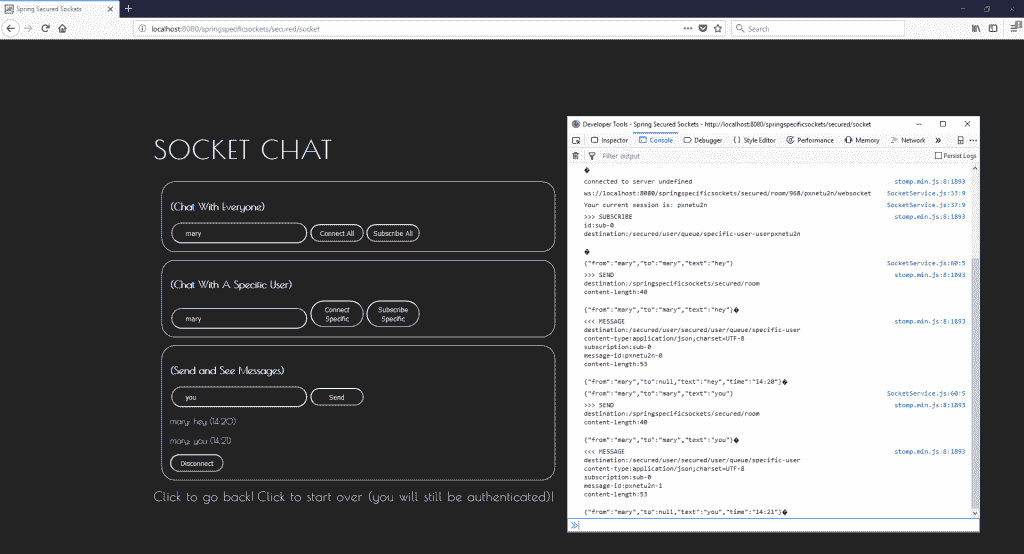 Spring Secured Sockets
localhost:8080/springspecificsockets/secured/socket
Search
SOCKET CHAT
(Chat With Everyone)
mary
Connect All
Subscribe All
(Chat With A Specific User)
mary
Connect Specific
Subscribe Specific
(Send and See Messages)
you
Send
mary: hey (14:20)
mary: you (14:21)
Disconnect
Click to go back! Click to start over (you will still be authenticated)!
Developer Tools - Spring Secured Sockets - http://localhost:8080/springspecificsockets/secured/socket
Inspector Console Debugger { } Style Editor Performance Memory Network
Filter output Persist Logs
�
connected to server undefined stomp.min.js:8:1893
ws://localhost:8080/springspecificsockets/secured/room/968/pxnetu2n/websocket SocketService.js:37:9
Your current session is: pxnetu2n SocketService.js:37:9
>>> SUBSCRIBE stomp.min.js:8:1893
id:sub-0
destination:/secured/user/queue/specific-user-userpxnetu2n
�
{"from":"mary","to":"mary","text":"hey"} SocketService.js:60:5
>>> SEND stomp.min.js:8:1893
destination:/springspecificsockets/secured/room
content-length:40
{"from":"mary","to":"mary","text":"hey"}�
<<< MESSAGE stomp.min.js:8:1893
destination:/secured/user/secured/user/queue/specific-user
content-type:application/json;charset=UTF-8
subscription:sub-0
message-id:pxnetu2n-0
content-length:53
{"from":"mary","to":null,"text":"hey","time":"14:20"}�
{"from":"mary","to":"mary","text":"you"} SocketService.js:60:5
>>> SEND stomp.min.js:8:1893
destination:/springspecificsockets/secured/room
content-length:40
{"from":"mary","to":"mary","text":"you"}�
<<< MESSAGE stomp.min.js:8:1893
destination:/secured/user/secured/user/queue/specific-user
content-type:application/json;charset=UTF-8
subscription:sub-0
message-id:pxnetu2n-1
content-length:53
{"from":"mary","to":null,"text":"you","time":"14:21"}�